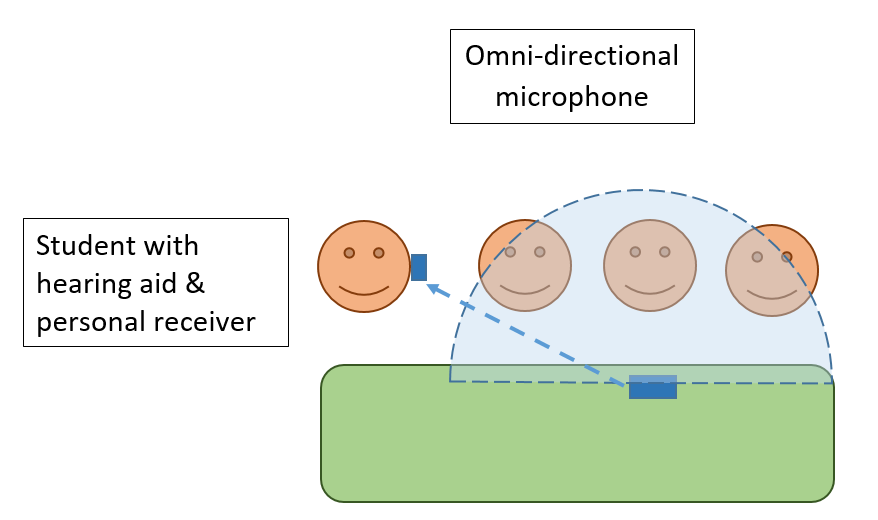 Omni-directional
microphone
Student with
hearing aid &
personal receiver